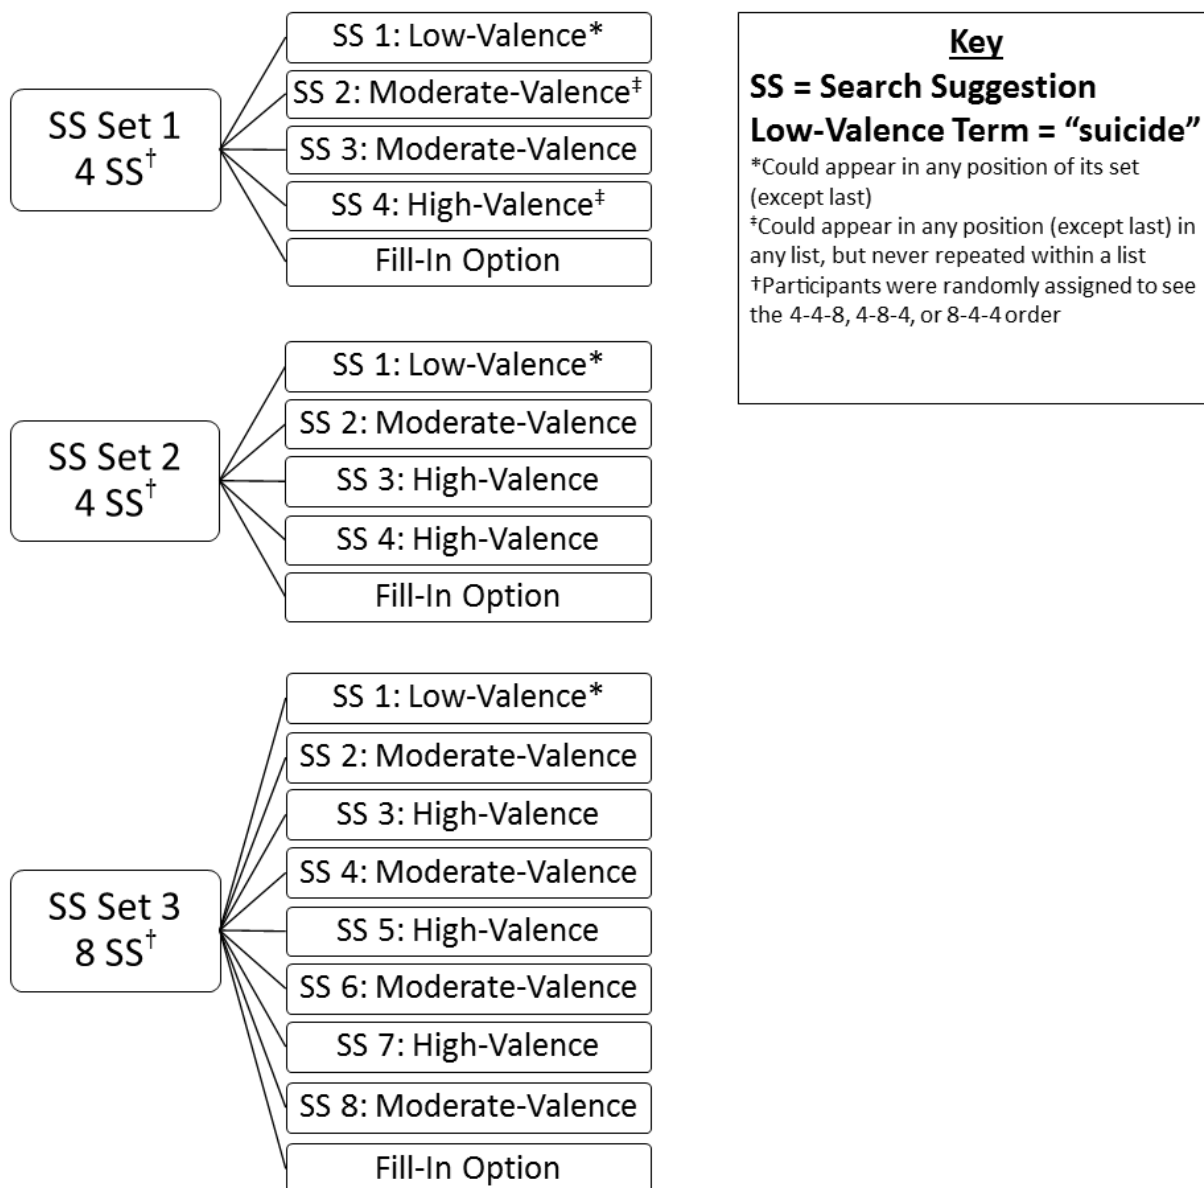 SS Set 1
4 SS†
SS 1: Low-Valence*
SS 2: Moderate-Valence‡
SS 3: Moderate-Valence
SS 4: High-Valence‡
Fill-In Option
SS Set 2
4 SS†
SS 1: Low-Valence*
SS 2: Moderate-Valence
SS 3: High-Valence
SS 4: High-Valence
Fill-In Option
SS Set 3
8 SS†
SS 1: Low-Valence*
SS 2: Moderate-Valence
SS 3: High-Valence
SS 4: Moderate-Valence
SS 5: High-Valence
SS 6: Moderate-Valence
SS 7: High-Valence
SS 8: Moderate-Valence
Fill-In Option
Key
SS = Search Suggestion
Low-Valence Term = “suicide”
*Could appear in any position of its set
(except last)
‡Could appear in any position (except last) in
any list, but never repeated within a list
†Participants were randomly assigned to see
the 4-4-8, 4-8-4, or 8-4-4 order